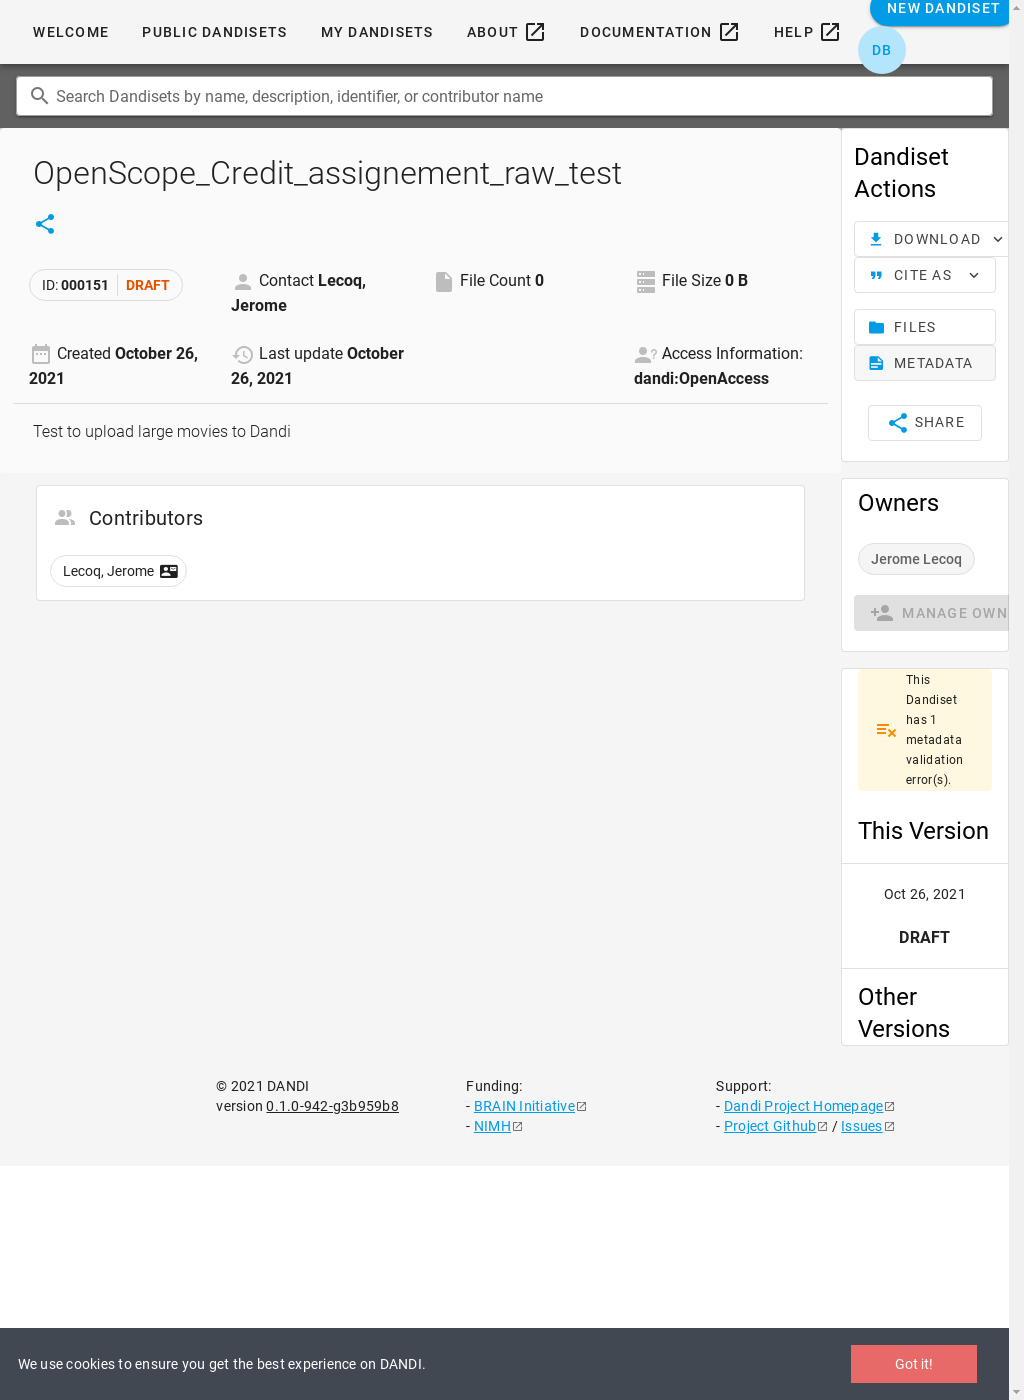 WELCOME PUBLIC DANDISETS MY DANDISETS ABOUT DOCUMENTATION HELP NEW DANDISET
DB
Search Dandisets by name, description, identifier, or contributor name
OpenScope_Credit_assignement_raw_test
ID: 000151 DRAFT
Contact Lecoq,
Jerome
File Count 0
File Size 0 B
Created October 26,
2021
Last update October
26, 2021
Access Information:
dandi:OpenAccess
Test to upload large movies to Dandi
Contributors
Lecoq, Jerome
Dandiset
Actions
DOWNLOAD
CITE AS
FILES
METADATA
SHARE
Owners
Jerome Lecoq
MANAGE OWN
This
Dandiset
has 1
metadata
validation
error(s).
This Version
Oct 26, 2021
DRAFT
Other
Versions
© 2021 DANDI
version 0.1.0-942-g3b959b8
Funding:
- BRAIN Initiative
- NIMH
Support:
- Dandi Project Homepage
- Project Github / Issues
We use cookies to ensure you get the best experience on DANDI.
Got it!